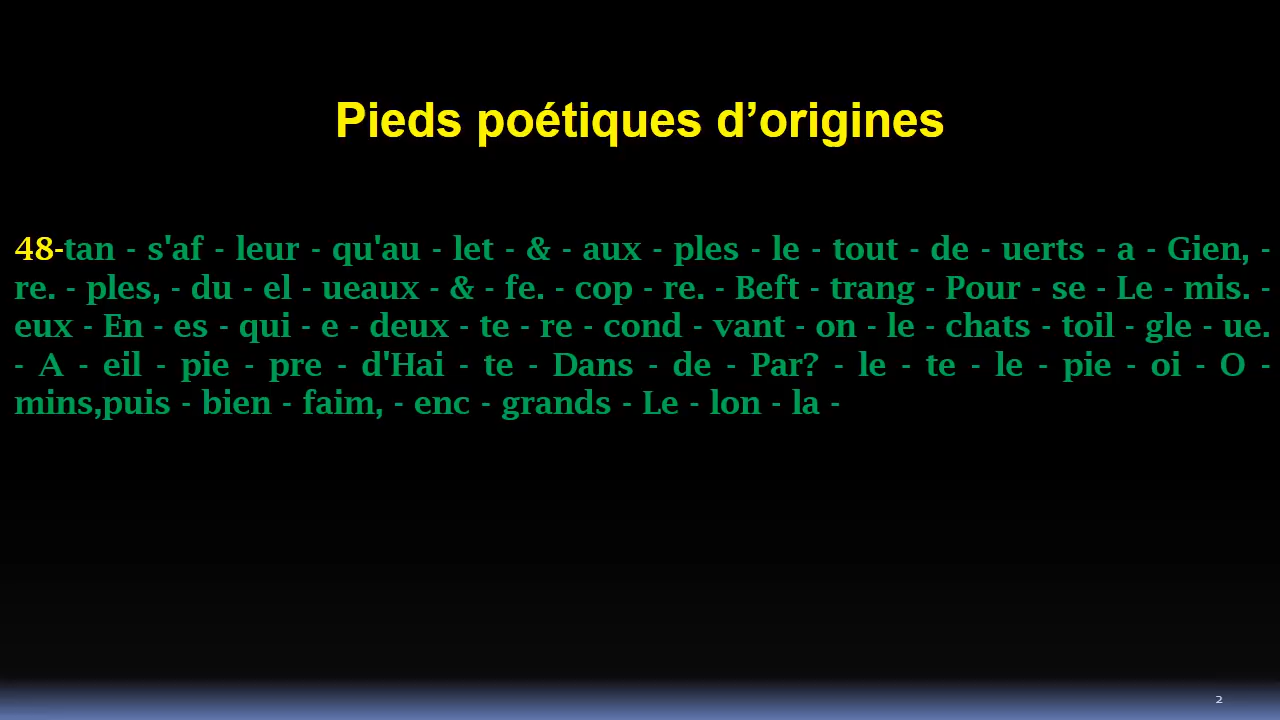 Pieds poétiques d’origines
48-tan - s'af - leur - qu'au - let - & - aux - ples - le - tout - de - uerts - a - Gien, -
re. - ples, - du - el - ueaux - & - fe. - cop - re. - Beft - trang - Pour - se - Le - mis. -
eux - En - es - qui - e - deux - te - re - cond - vant - on - le - chats - toil - gle - ue.
- A - eil - pie - pre - d'Hai - te - Dans - de - Par? - le - te - le - pie - oi - O -
mins,puis - bien - faim, - enc - grands - Le - lon - la -
2